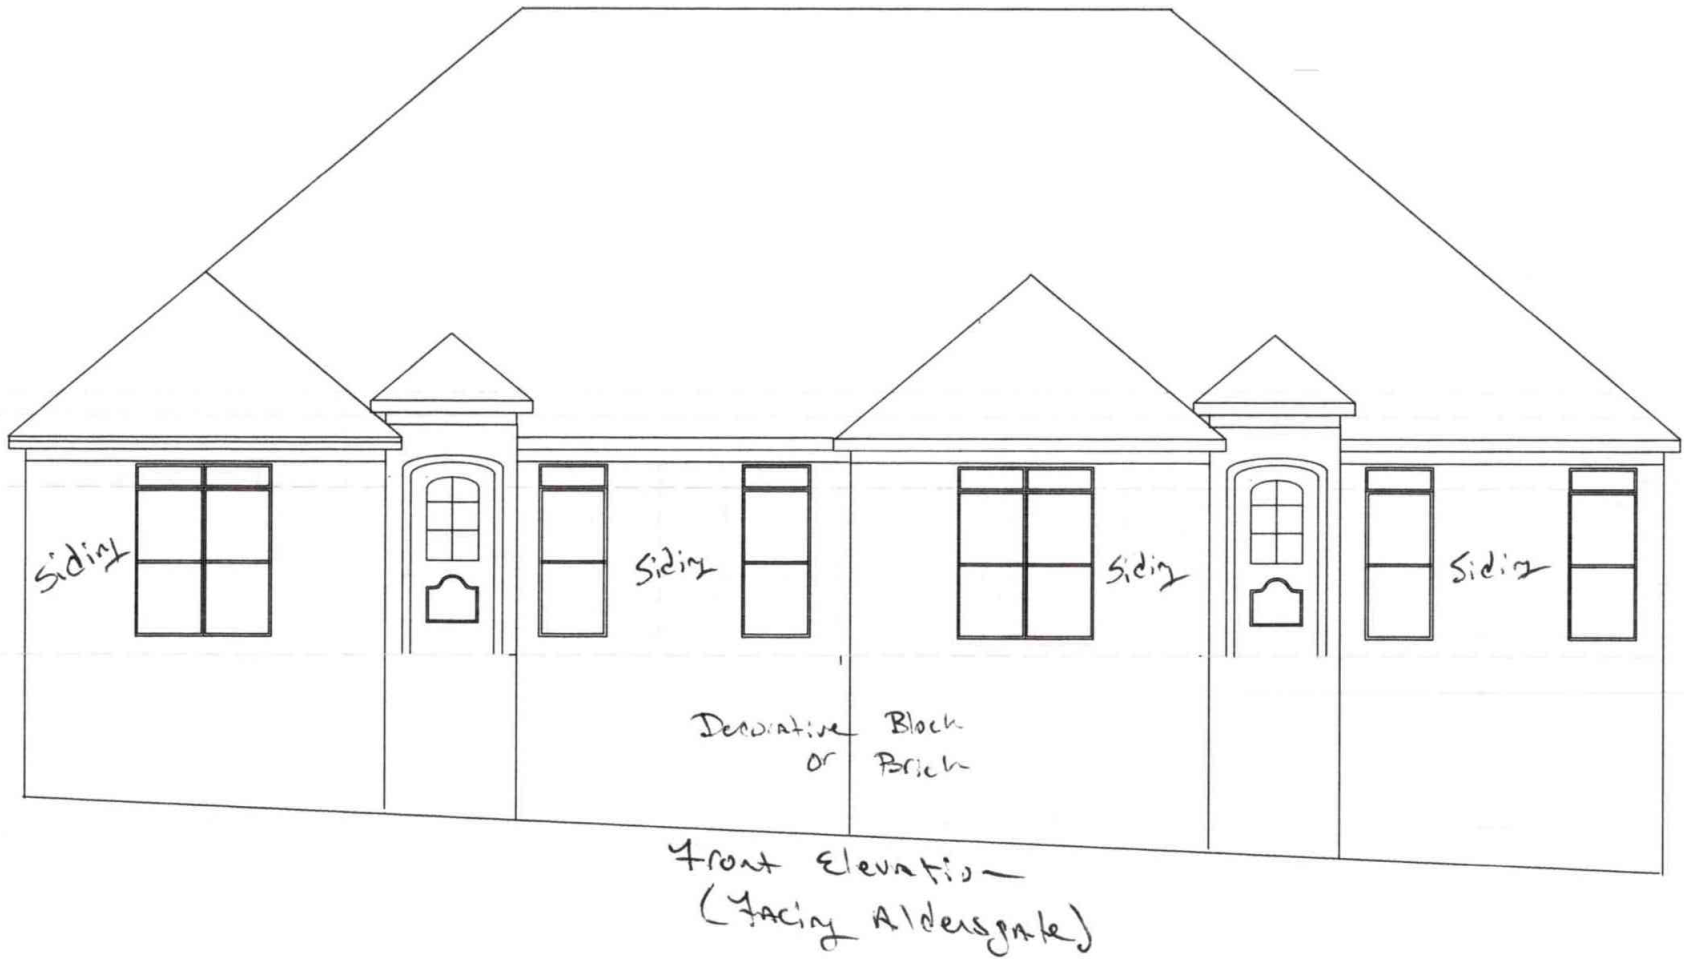 Siding
Siding
Siding
Siding
Decorative Block
or Brick
Front Elevation
(Facing Aldersgate)